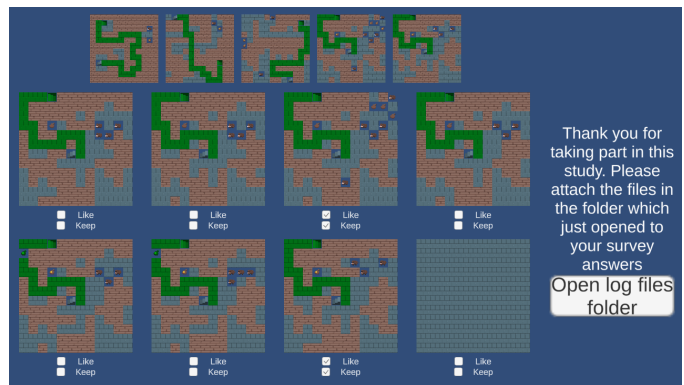 Like
Keep
Like
Keep
Like
Keep
Like
Keep
Thank you for
taking part in this
study. Please
attach the files in
the folder which
just opened to
your survey
answers
Open log files
folder
Like
Keep
Like
Keep
Like
Keep
Like
Keep